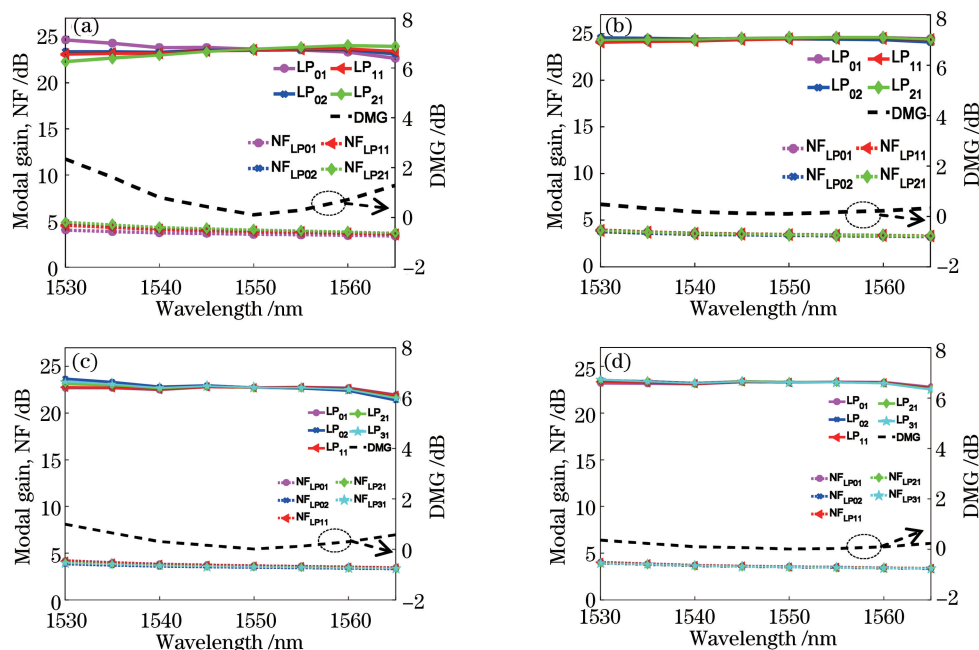 (a)
25
20
15
10
5
0
8
6
4
2
0
−2
1530 1540 1550 1560
Wavelength /nm
Modal gain, NF /dB
DMG /dB
LP01 LP11
LP02 LP21
DMG
NFLP01 NFLP11
NFLP02 NFLP21
(b)
25
20
15
10
5
0
8
6
4
2
0
−2
1530 1540 1550 1560
Wavelength /nm
Modal gain, NF /dB
DMG /dB
LP01 LP11
LP02 LP21
DMG
NFLP01 NFLP11
NFLP02 NFLP21
(c)
25
20
15
10
5
0
8
6
4
2
0
−2
1530 1540 1550 1560
Wavelength /nm
Modal gain, NF /dB
DMG /dB
LP01 LP21
LP02 LP31
LP11 DMG
NFLP01 NFLP21
NFLP02 NFLP31
NFLP11
(d)
25
20
15
10
5
0
8
6
4
2
0
−2
1530 1540 1550 1560
Wavelength /nm
Modal gain, NF /dB
DMG /dB
LP01 LP21
LP02 LP31
LP11 DMG
NFLP01 NFLP21
NFLP02 NFLP31
NFLP11